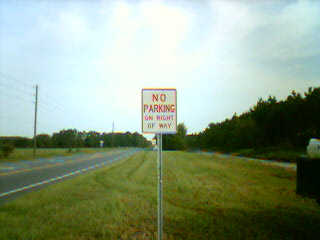 NO
PARKING
ON RIGHT
OF WAY